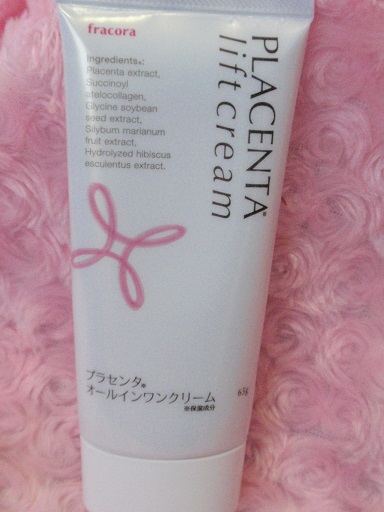 fracora
Ingredients※:
Placenta extract,
Succinoyl
atelocollagen,
Glycine soybean
seed extract,
Silybum marianum
fruit extract,
Hydrolyzed hibiscus
esculentus extract.
PLACENTA※
lift cream
プラセンタ※
オールインワンクリーム
65g
※保湿成分